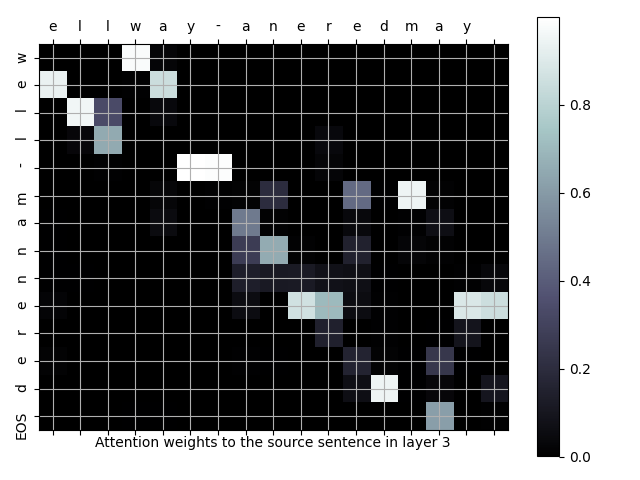 e l l w a y - a n e r e d m a y
w
e
l
l
-
m
a
n
n
e
r
e
d
EOS
Attention weights to the source sentence in layer 3
0.8
0.6
0.4
0.2
0.0